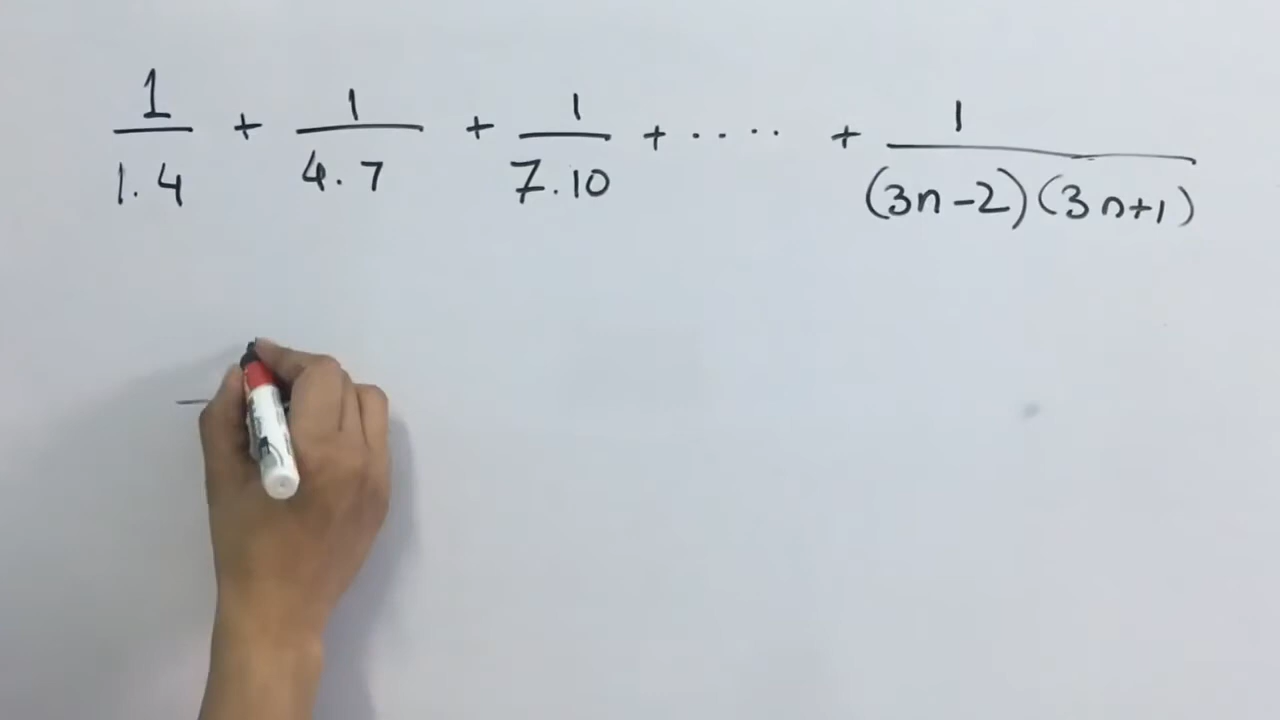 1/1.4 + 1/4.7 + 1/7.10 + .... + 1/(3n-2)(3n+1)